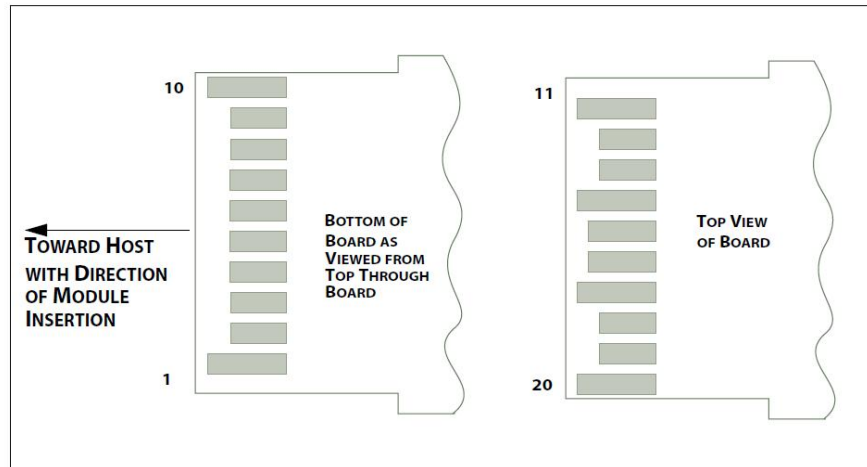 10
1
TOWARD HOST
WITH DIRECTION
OF MODULE
INSERTION
BOTTOM OF
BOARD AS
VIEWED FROM
TOP THROUGH
BOARD
11
20
TOP VIEW
OF BOARD